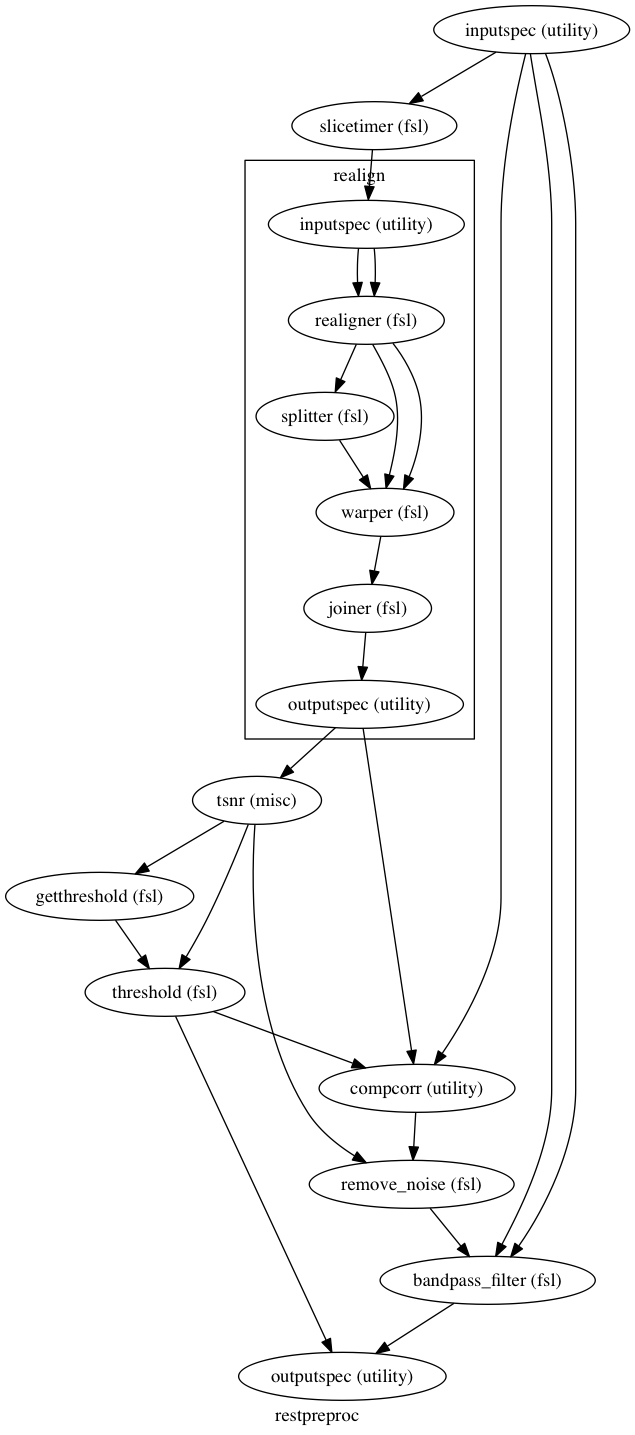 inputspec (utility)
slicetimer (fsl)
realign
inputspec (utility)
realigner (fsl)
splitter (fsl)
warper (fsl)
joiner (fsl)
outputspec (utility)
tsnr (misc)
getthreshold (fsl)
threshold (fsl)
compcorr (utility)
remove_noise (fsl)
bandpass_filter (fsl)
outputspec (utility)
restpreproc